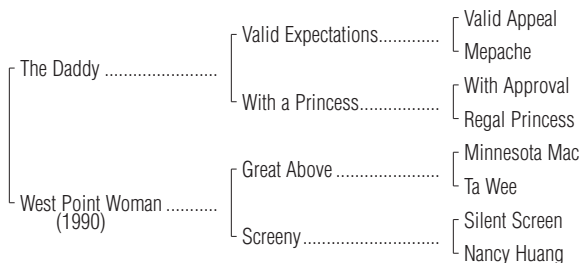 Valid Appeal
Valid Expectations.............
Mepache
The Daddy ......................
With Approval
With a Princess...................
Regal Princess
Minnesota Mac
Great Above ....................
Ta Wee
West Point Woman ..........
(1990)
Silent Screen
Screeny..........................
Nancy Huang